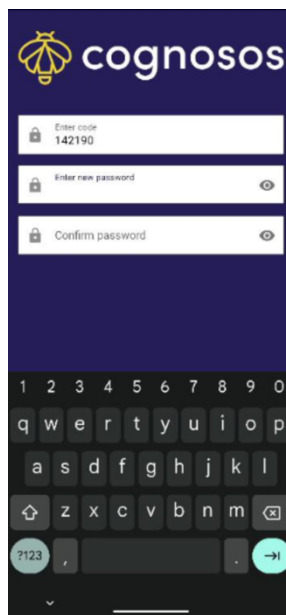 cognosos
Enter code
142190
Enter new password
Confirm password
1 2 3 4 5 6 7 8 9 0
q w e r t y u i o p
a s d f g h j k l
z x c v b n m
?123 , .